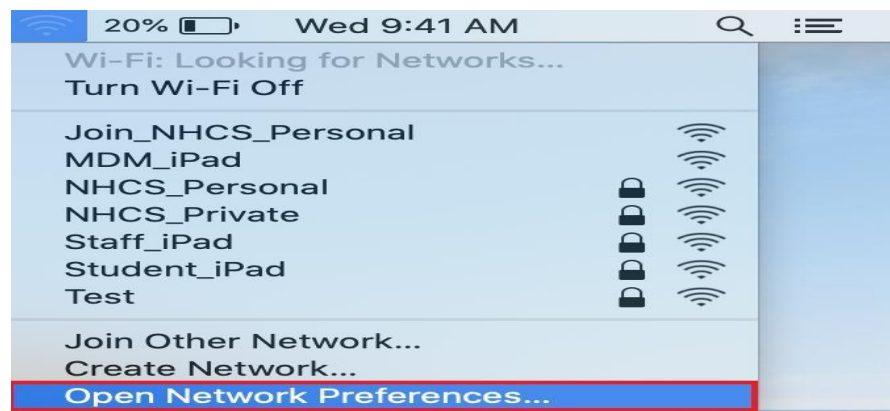 20% Wed 9:41 AM
Wi-Fi: Looking for Networks...
Turn Wi-Fi Off
Join_NHCS_Personal
MDM_iPad
NHCS_Personal
NHCS_Private
Staff_iPad
Student_iPad
Test
Join Other Network...
Create Network...
Open Network Preferences...